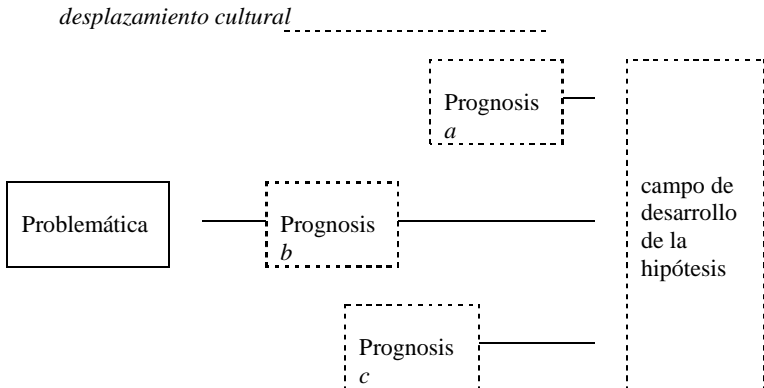 desplazamiento cultural
Prognosis
a
Problemática
Prognosis
b
campo de
desarrollo
de la
hipótesis
Prognosis
c